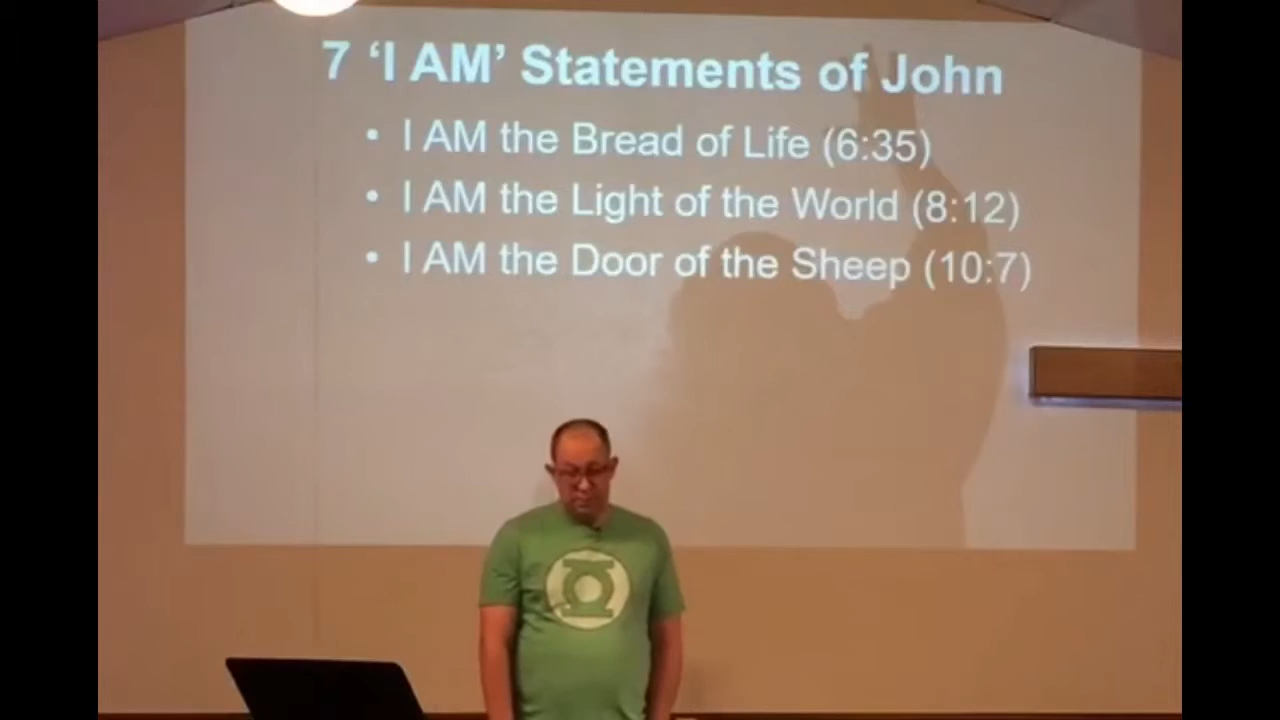 7 ‘I AM’ Statements of John
• I AM the Bread of Life (6:35)
• I AM the Light of the World (8:12)
• I AM the Door of the Sheep (10:7)